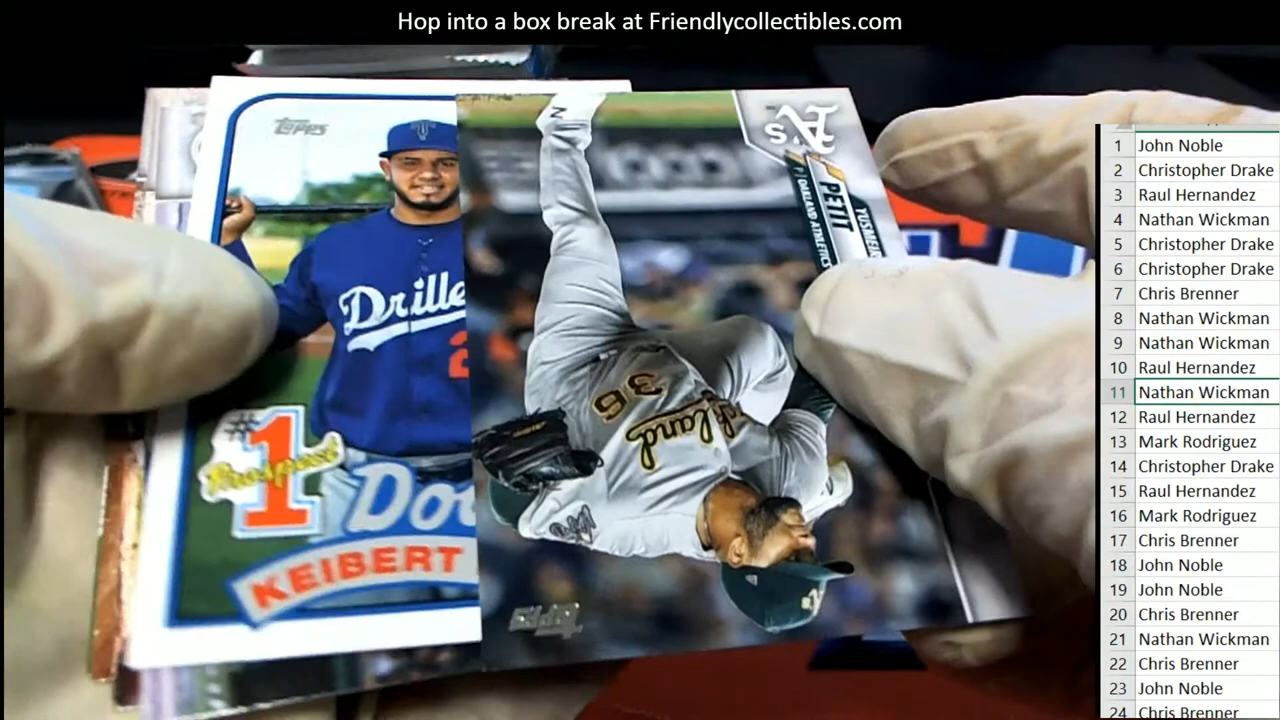 Hop into a box break at Friendlycollectibles.com
TOPPS
Drille
2
#1
Prospect
Do
KEIBERT
A's
YUSMEI
PETIT
P | OAKLAND ATHLETICS
36
TOPPS
1 John Noble
2 Christopher Drake
3 Raul Hernandez
4 Nathan Wickman
5 Christopher Drake
6 Christopher Drake
7 Chris Brenner
8 Nathan Wickman
9 Nathan Wickman
10 Raul Hernandez
11 Nathan Wickman
12 Raul Hernandez
13 Mark Rodriguez
14 Christopher Drake
15 Raul Hernandez
16 Mark Rodriguez
17 Chris Brenner
18 John Noble
19 John Noble
20 Chris Brenner
21 Nathan Wickman
22 Chris Brenner
23 John Noble
24 Chris Brenner